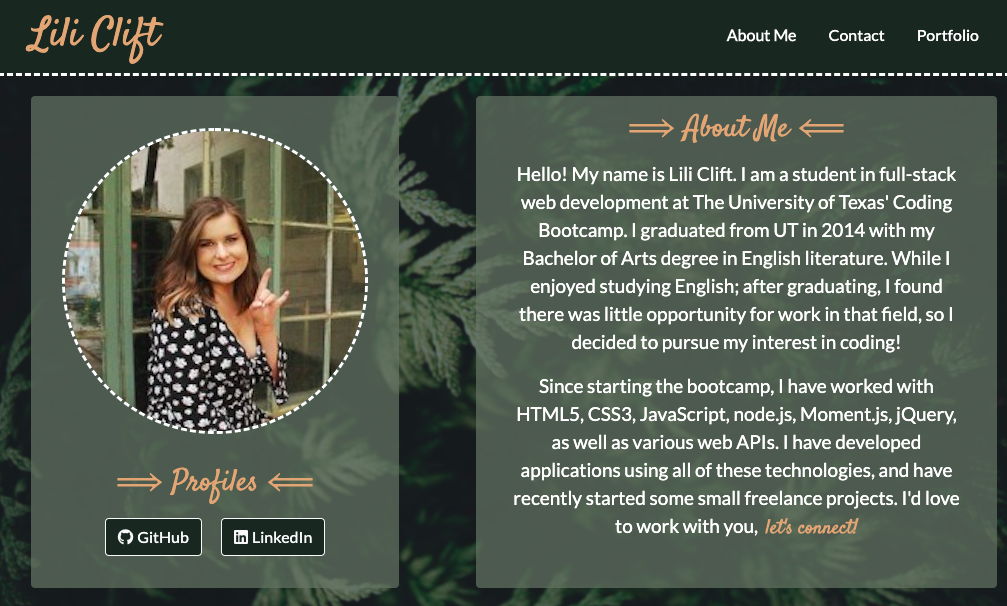 Lili Clift
About Me Contact Portfolio
Profiles
GitHub LinkedIn
About Me
Hello! My name is Lili Clift. I am a student in full-stack
web development at The University of Texas' Coding
Bootcamp. I graduated from UT in 2014 with my
Bachelor of Arts degree in English literature. While I
enjoyed studying English; after graduating, I found
there was little opportunity for work in that field, so I
decided to pursue my interest in coding!
Since starting the bootcamp, I have worked with
HTML5, CSS3, JavaScript, node.js, Moment.js, jQuery,
as well as various web APIs. I have developed
applications using all of these technologies, and have
recently started some small freelance projects. I'd love
to work with you, let's connect!